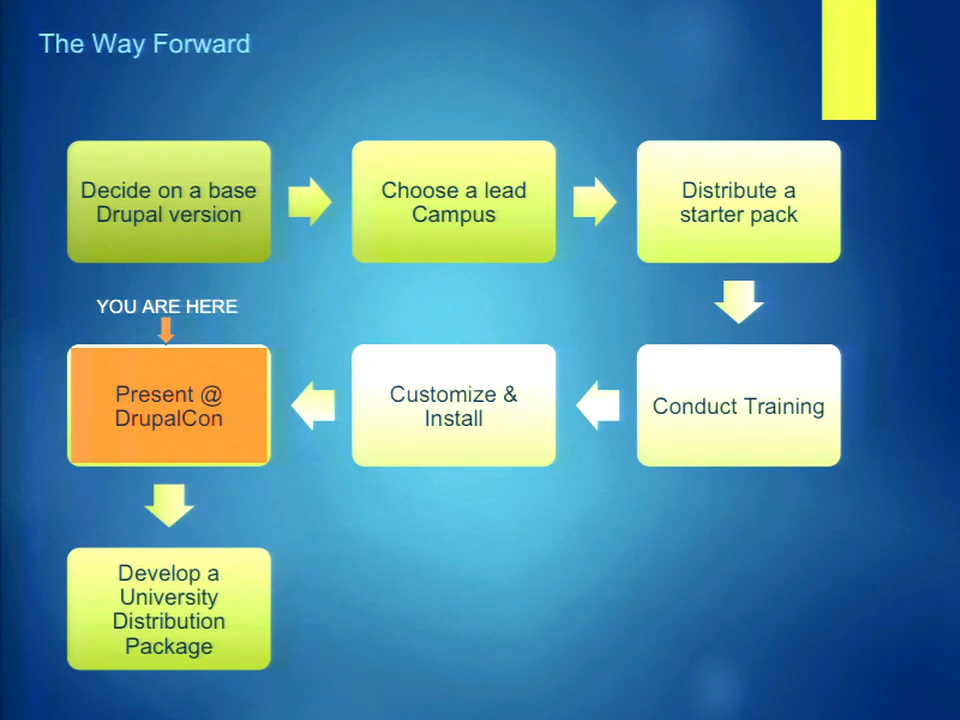 The Way Forward
Decide on a base
Drupal version
Choose a lead
Campus
Distribute a
starter pack
YOU ARE HERE
Present @
DrupalCon
Customize &
Install
Conduct Training
Develop a
University
Distribution
Package